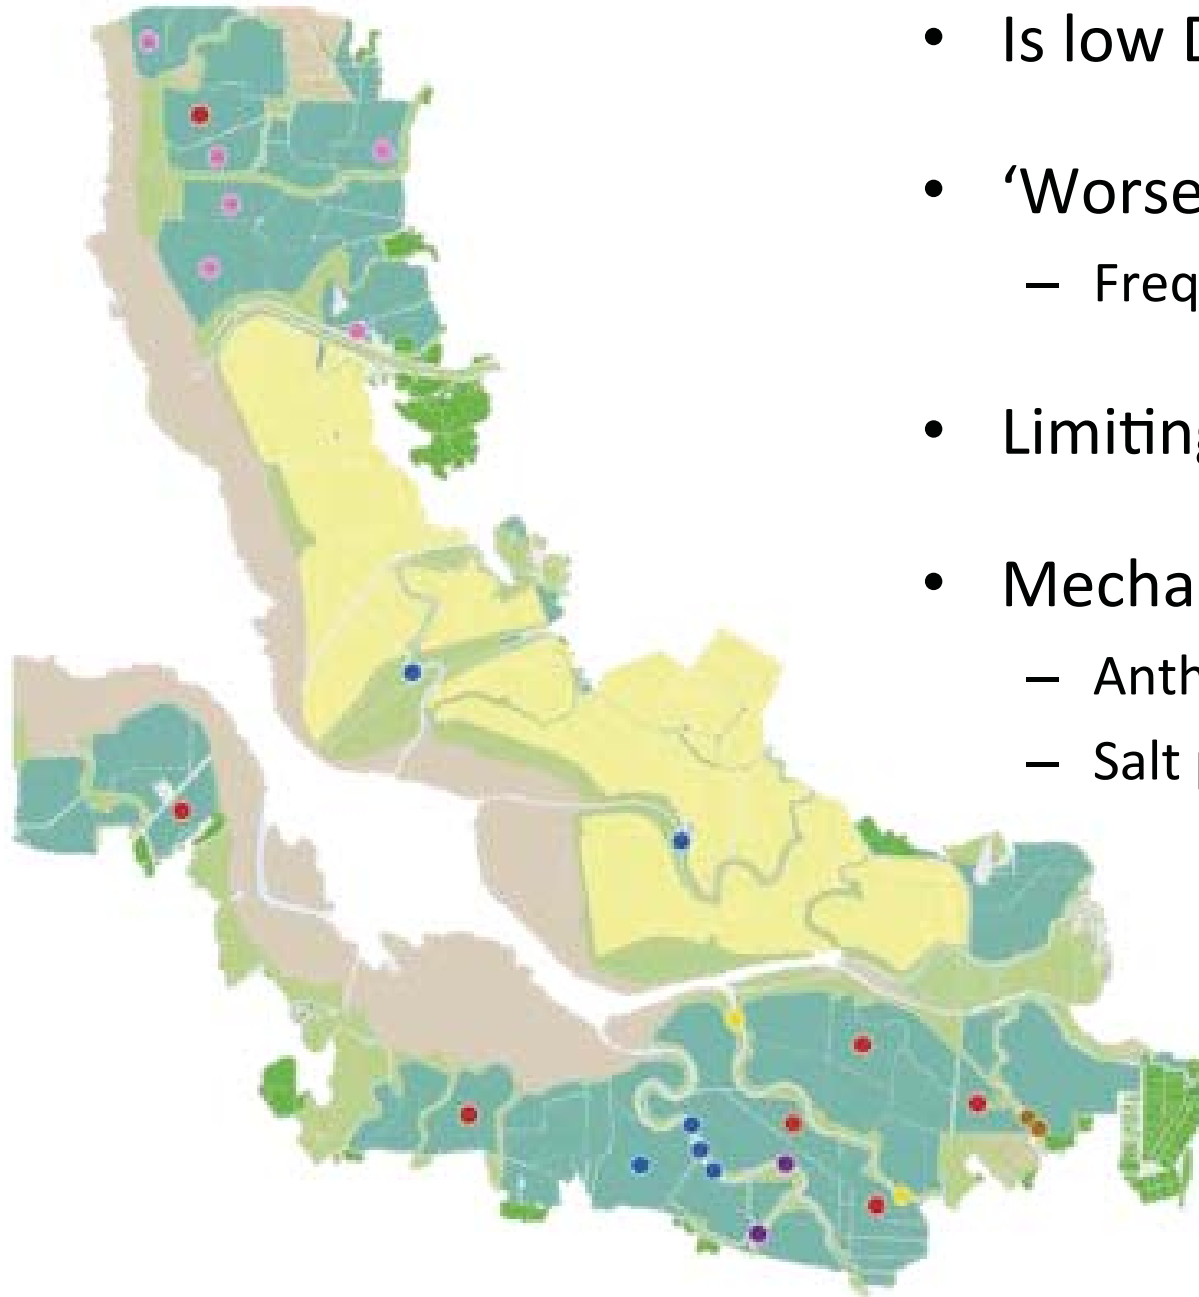 • Is low D
• ‘Worse
– Freq
• Limiting
• Mecha
– Anth
– Salt p